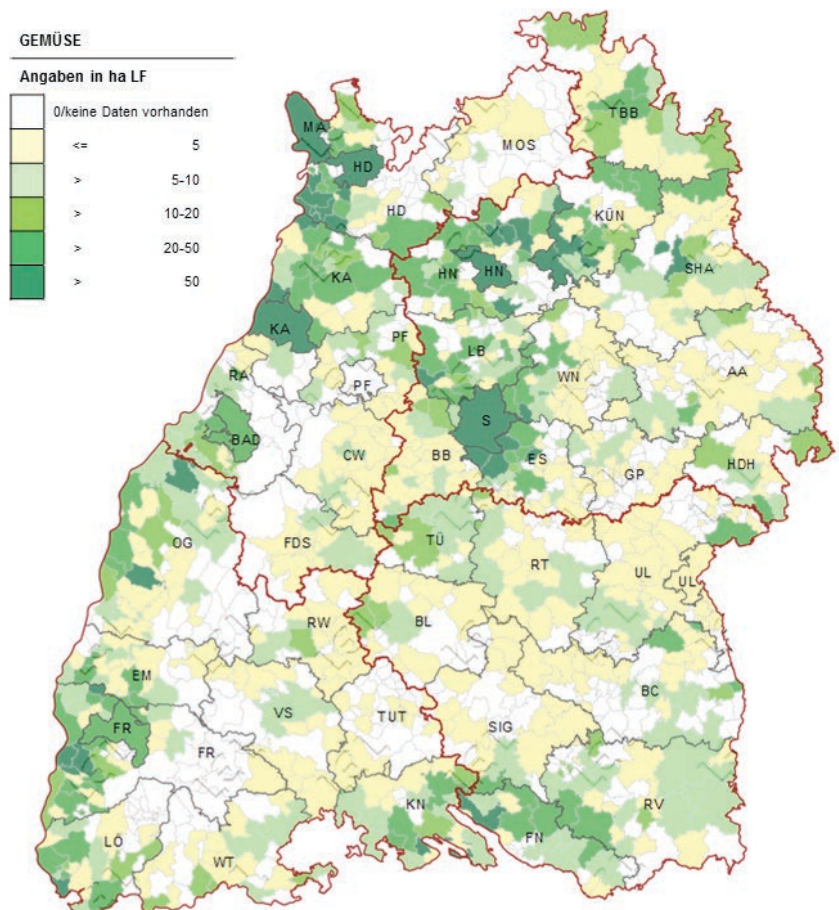 GEMÜSE
Angaben in ha LF
0/keine Daten vorhanden
<= 5
> 5-10
> 10-20
> 20-50
> 50
MA
TBB
MOS
HD
HD
KÜN
KA
HN
HN
SHA
KA
PF
LB
RA
PF
WN
AA
S
BAD
CW
BB
ES
GP
HDH
OG
FDS
TÜ
RT
UL
UL
RW
BL
EM
BC
VS
TUT
SIG
FR
FR
KN
RV
LÖ
WT
FN